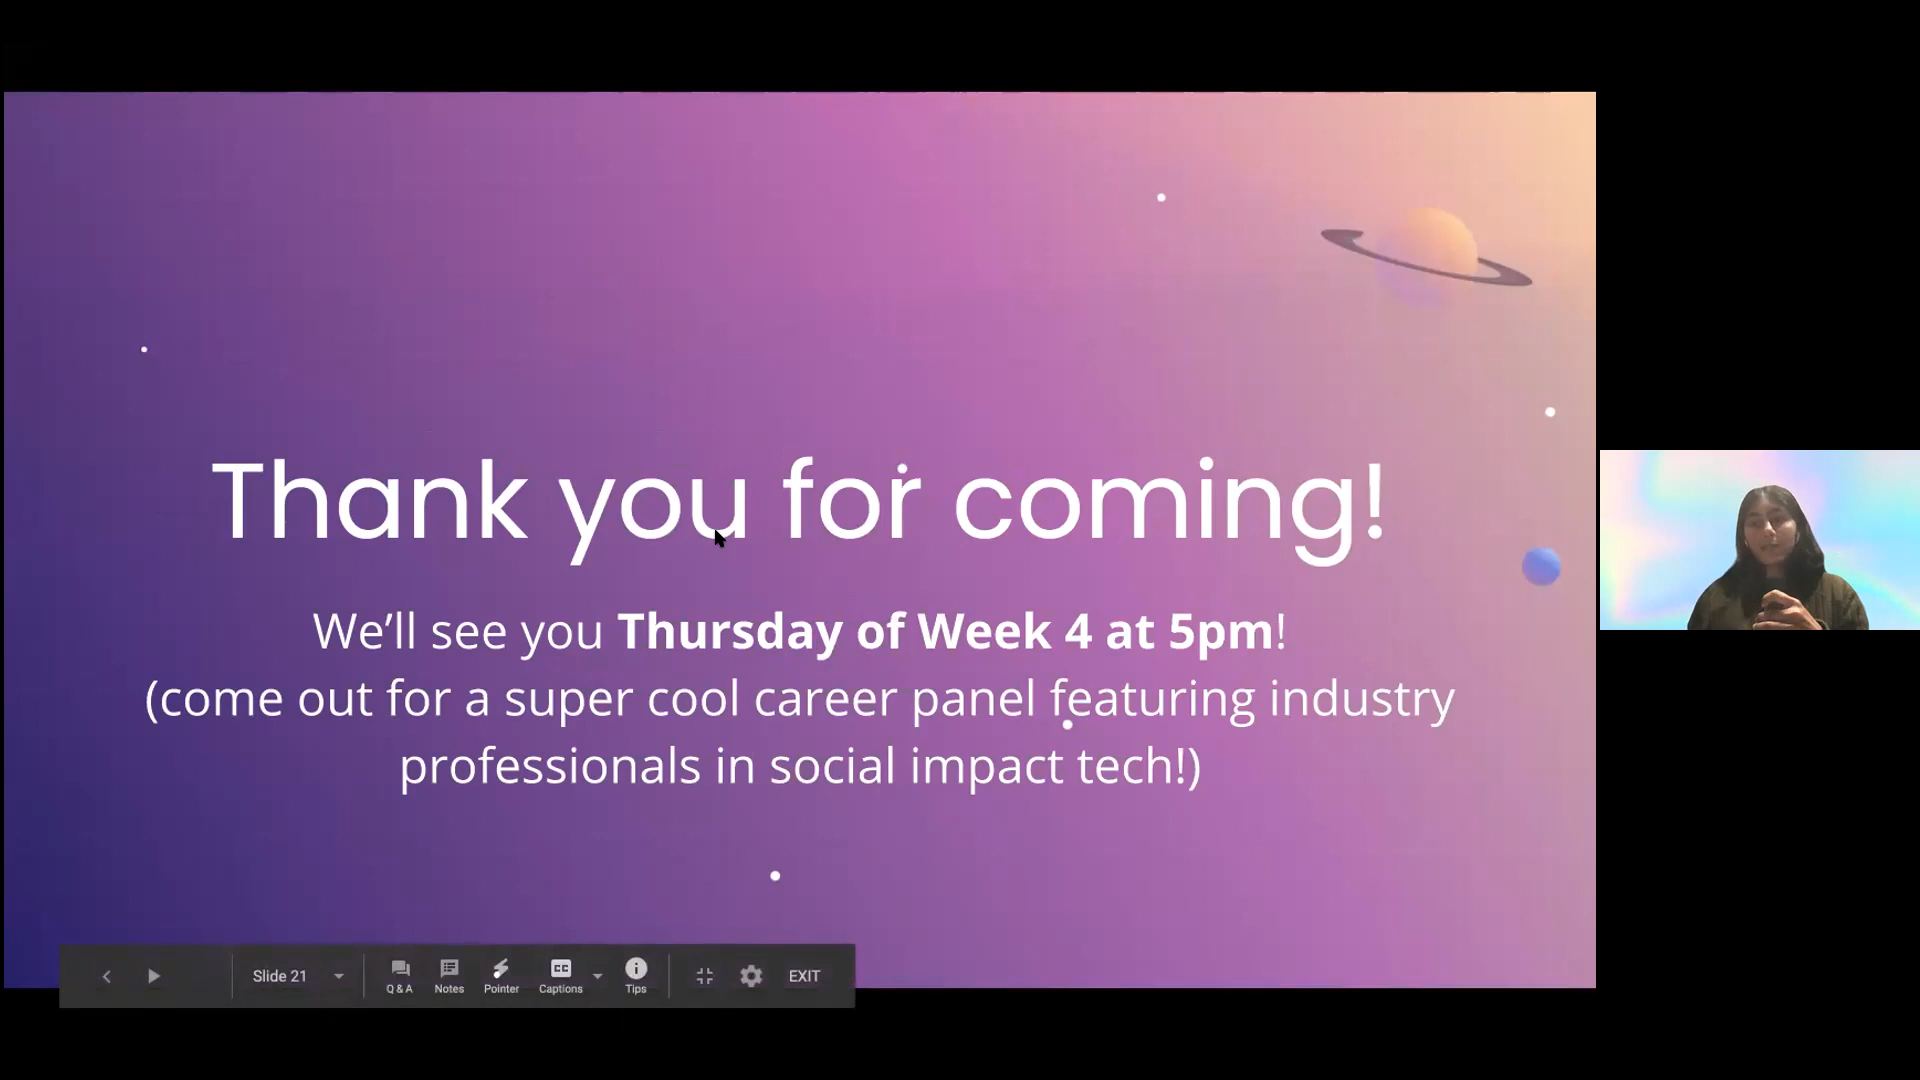 Thank you for coming!
We’ll see you Thursday of Week 4 at 5pm!
(come out for a super cool career panel featuring industry
professionals in social impact tech!)
Slide 21
Q & A
Notes
Pointer
Captions
Tips
EXIT